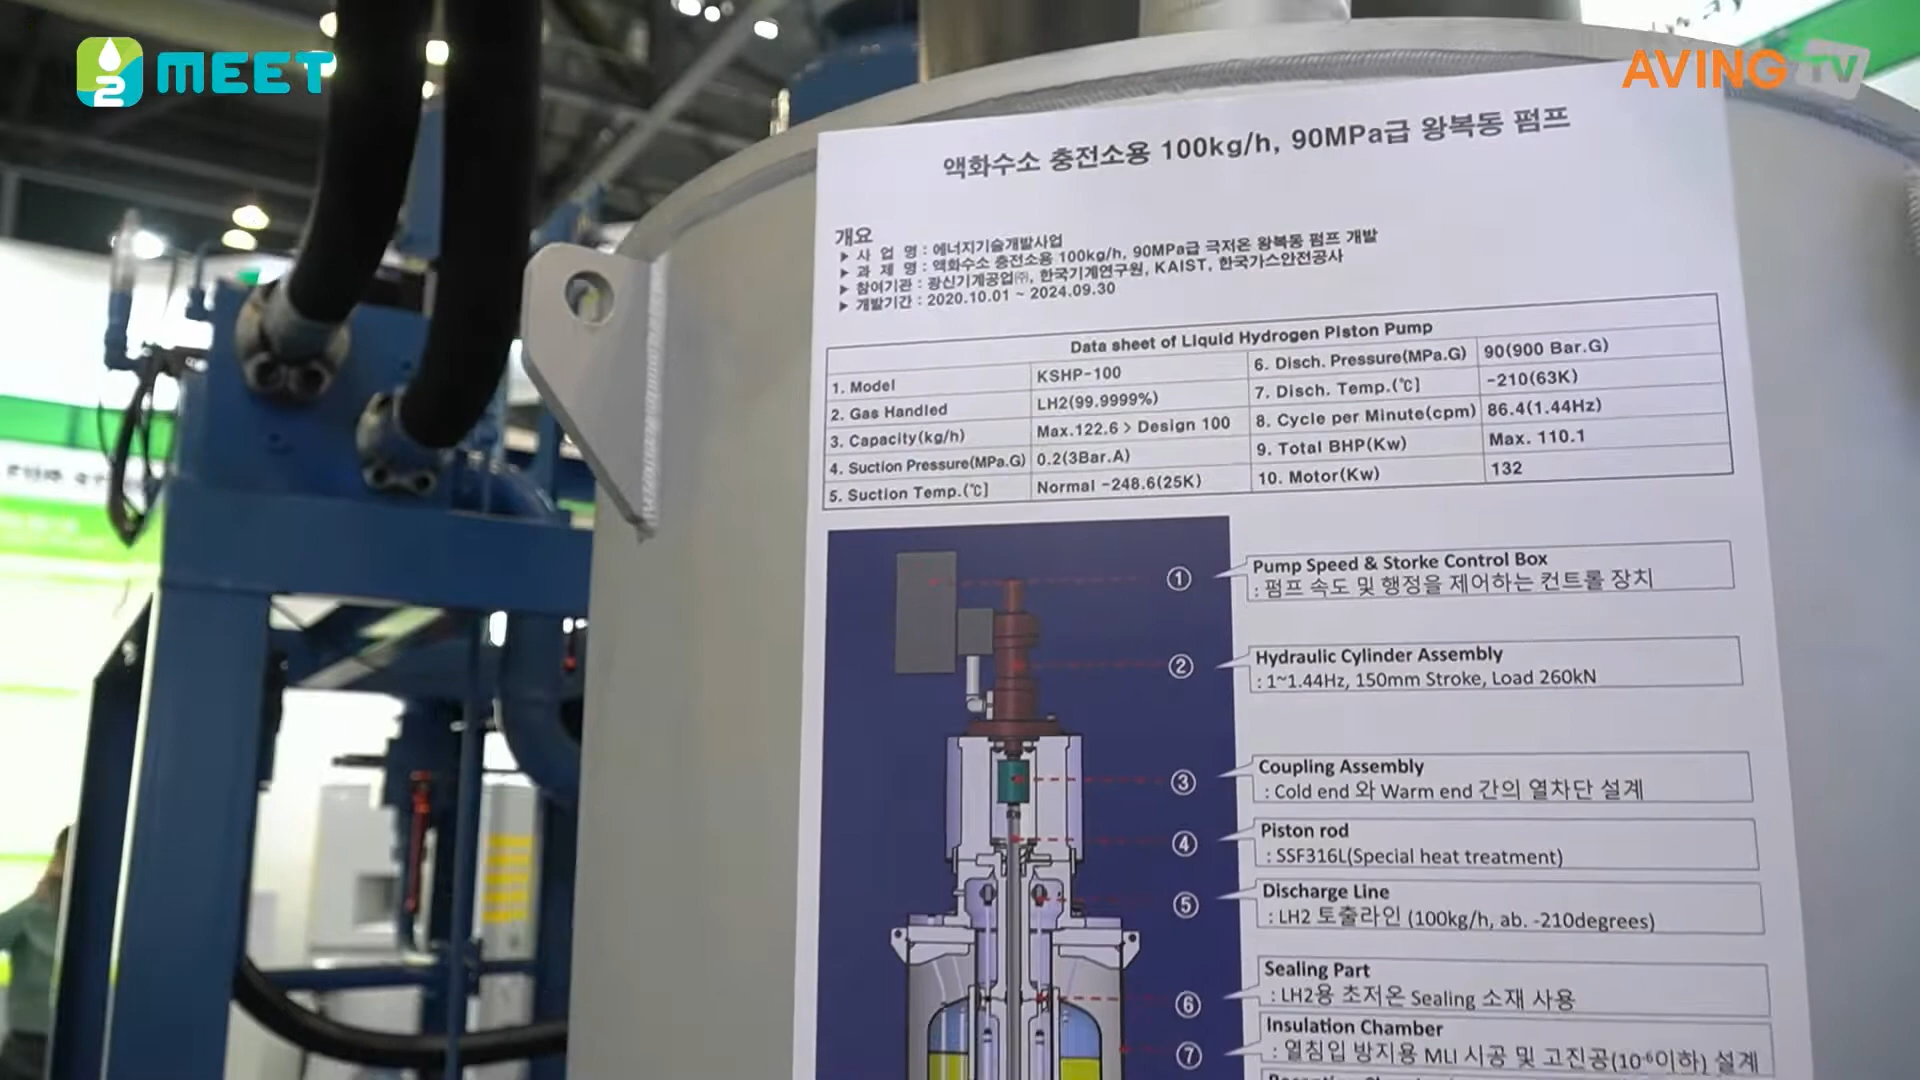 MEET
AVING TV
액화수소 충전소용 100kg/h, 90MPa급 왕복동 펌프
개요
▶ 사 업 명 : 에너지기술개발사업
▶ 과 제 명 : 액화수소 충전소용 100kg/h, 90MPa급 극저온 왕복동 펌프 개발
▶ 참여기관 : 광신기계공업㈜, 한국기계연구원, KAIST, 한국가스안전공사
▶ 개발기간 : 2020.10.01 ~ 2024.09.30
Data sheet of Liquid Hydrogen Piston Pump
1. Model KSHP-100 6. Disch. Pressure(MPa.G) 90(900 Bar.G)
2. Gas Handled LH2(99.9999%) 7. Disch. Temp.(℃) -210(63K)
3. Capacity(kg/h) Max.122.6 > Design 100 8. Cycle per Minute(cpm) 86.4(1.44Hz)
4. Suction Pressure(MPa.G) 0.2(3Bar.A) 9. Total BHP(Kw) Max. 110.1
5. Suction Temp.(℃) Normal -248.6(25K) 10. Motor(Kw) 132
① Pump Speed & Storke Control Box
: 펌프 속도 및 행정을 제어하는 컨트롤 장치
② Hydraulic Cylinder Assembly
: 1~1.44Hz, 150mm Stroke, Load 260kN
③ Coupling Assembly
: Cold end 와 Warm end 간의 열차단 설계
④ Piston rod
: SSF316L(Special heat treatment)
⑤ Discharge Line
: LH2 토출라인 (100kg/h, ab. -210degrees)
⑥ Sealing Part
: LH2용 초저온 Sealing 소재 사용
⑦ Insulation Chamber
: 열침입 방지용 MLI 시공 및 고진공(10⁻⁶이하) 설계